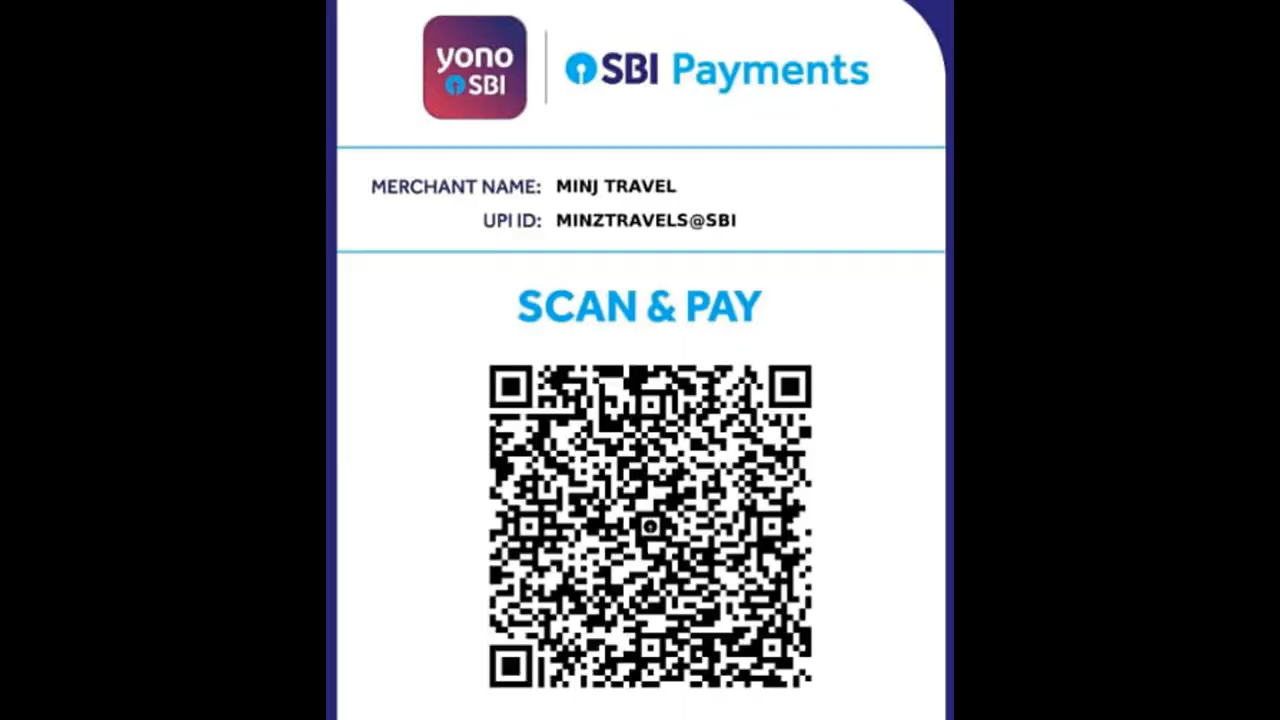 yono
SBI
SBI Payments
MERCHANT NAME: MINJ TRAVEL
UPI ID: MINZTRAVELS@SBI
SCAN & PAY